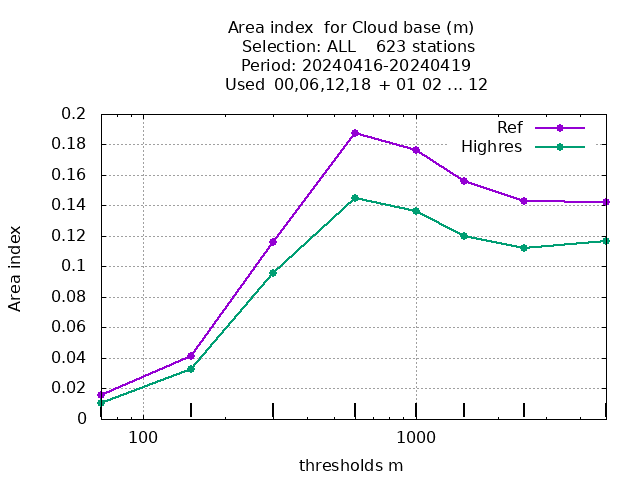 Area index  for Cloud base (m)
Selection: ALL    623 stations
Period: 20240416-20240419
Used  00,06,12,18  + 01 02 ... 12
Ref
Highres
0.2
0.18
0.16
0.14
0.12
0.1
0.08
0.06
0.04
0.02
0
Area index
100
1000
thresholds m